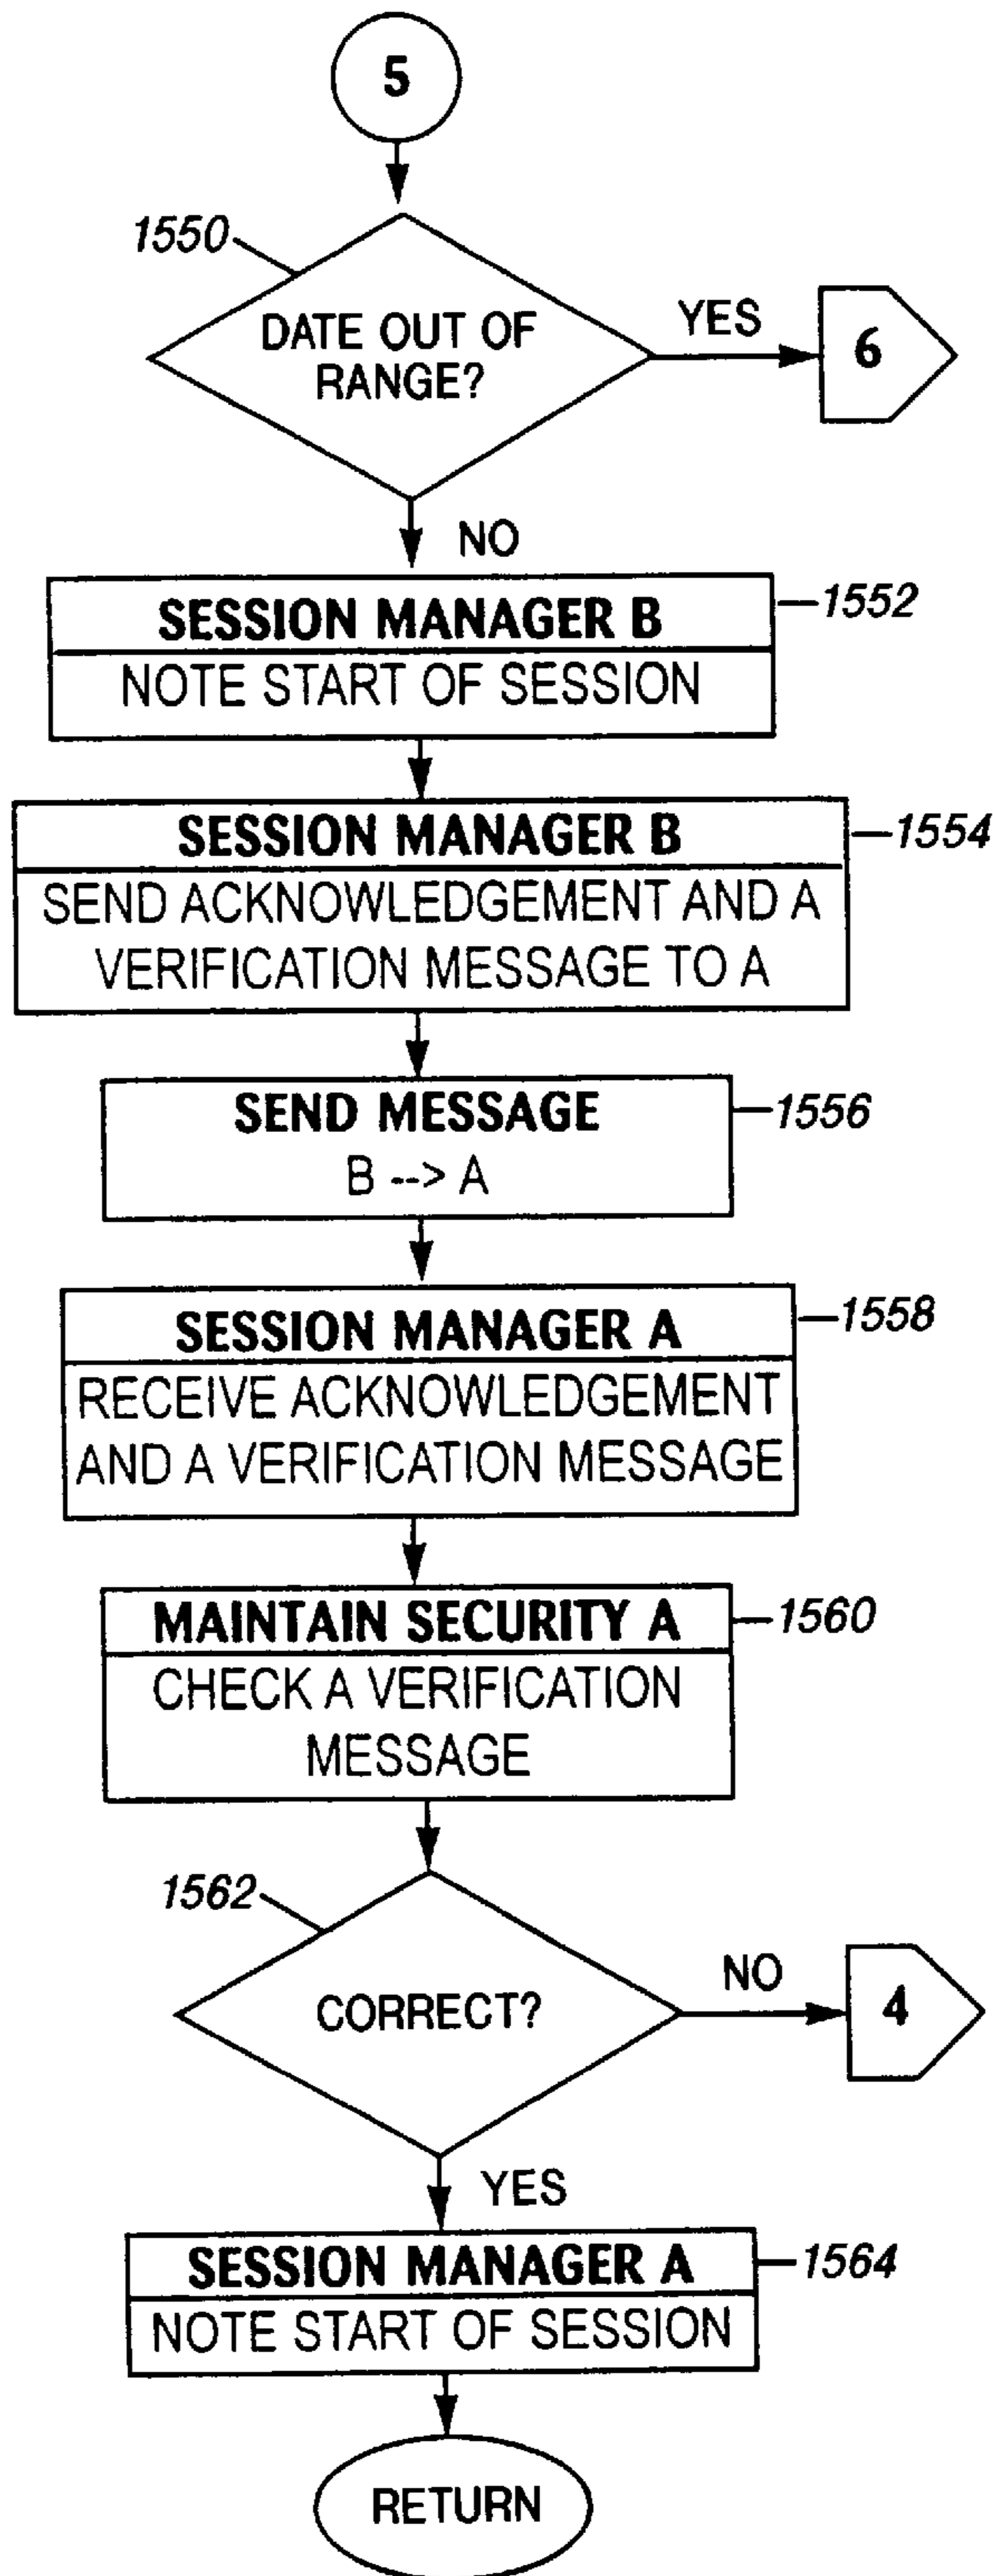 5
1550
DATE OUT OF
RANGE?
YES
6
NO
SESSION MANAGER B
1552
NOTE START OF SESSION
SESSION MANAGER B
1554
SEND ACKNOWLEDGEMENT AND A
VERIFICATION MESSAGE TO A
SEND MESSAGE
1556
B --> A
SESSION MANAGER A
1558
RECEIVE ACKNOWLEDGEMENT
AND A VERIFICATION MESSAGE
MAINTAIN SECURITY A
1560
CHECK A VERIFICATION
MESSAGE
1562
CORRECT?
NO
4
YES
SESSION MANAGER A
1564
NOTE START OF SESSION
RETURN